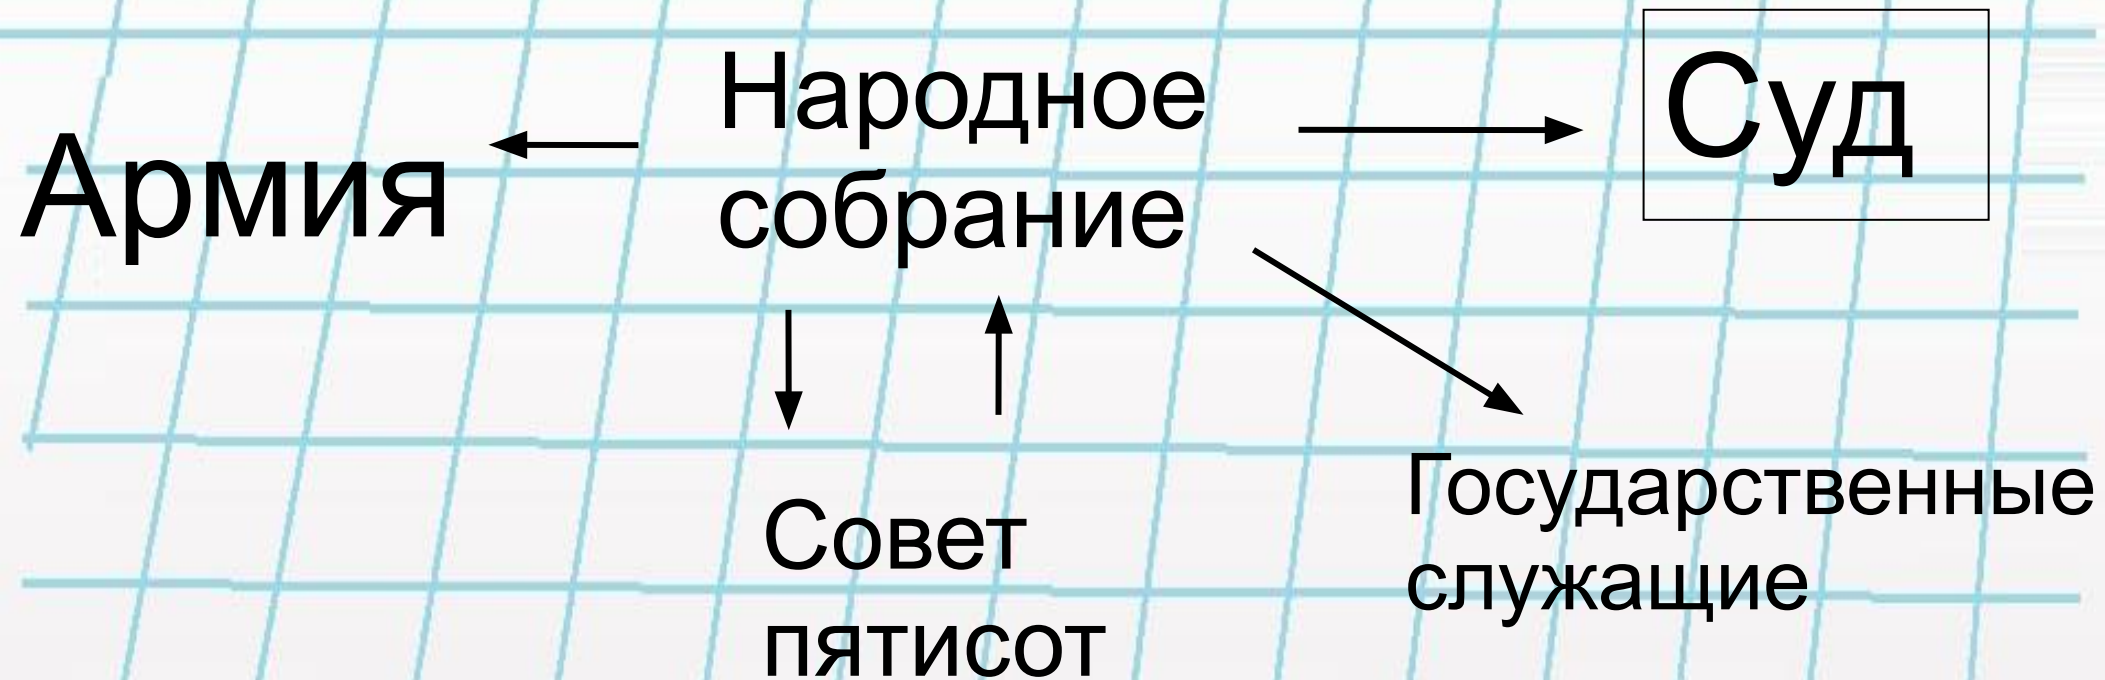 Народное
собрание
Суд
Армия
Совет
пятисот
Государственные
служащие